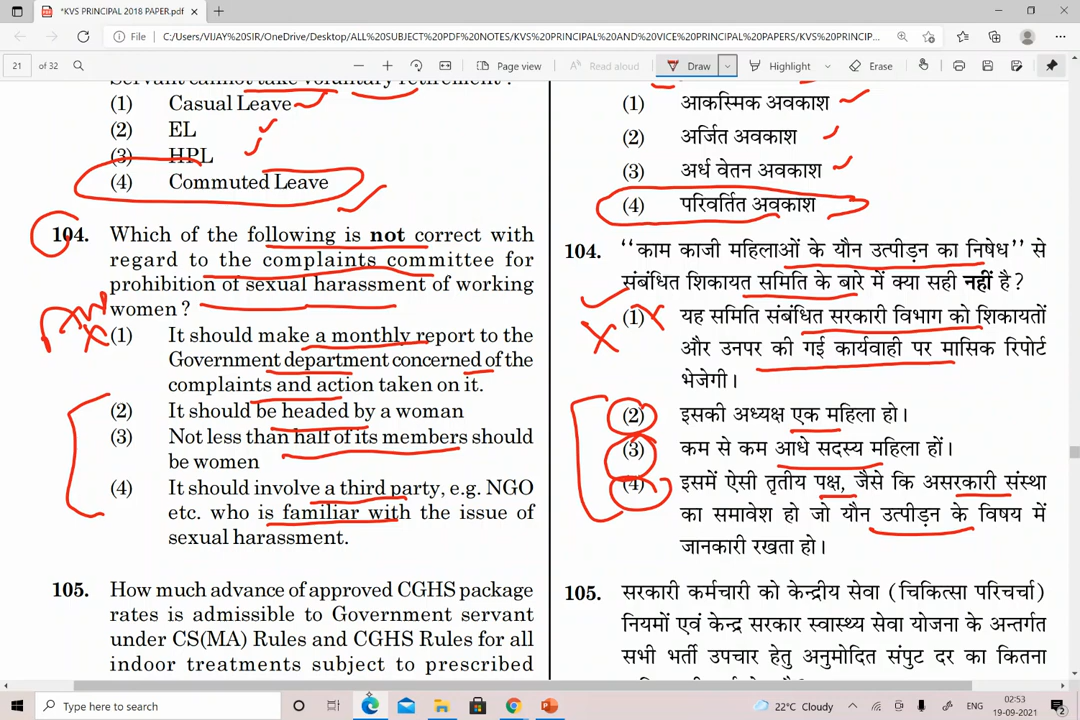 *KVS PRINCIPAL 2018 PAPER.pdf
File
C:/Users/VIJAY%20SIR/OneDrive/Desktop/ALL%20SUBJECT%20PDF%20NOTES/KVS%20PRINCIPAL%20AND%20VICE%20PRINCIPAL%20PAPERS/KVS%20PRINCIPAL%...
21 of 32
Page view
Read aloud
Draw
Highlight
Erase
Servant cannot take voluntary retirement ?
(1) Casual Leave
(2) EL
(3) HPL
(4) Commuted Leave
104. Which of the following is not correct with
regard to the complaints committee for
prohibition of sexual harassment of working
women ?
(1) It should make a monthly report to the
Government department concerned of the
complaints and action taken on it.
(2) It should be headed by a woman
(3) Not less than half of its members should
be women
(4) It should involve a third party, e.g. NGO
etc. who is familiar with the issue of
sexual harassment.
105. How much advance of approved CGHS package
rates is admissible to Government servant
under CS(MA) Rules and CGHS Rules for all
indoor treatments subject to prescribed
(1) आकस्मिक अवकाश
(2) अर्जित अवकाश
(3) अर्ध वेतन अवकाश
(4) परिवर्तित अवकाश
104. “काम काजी महिलाओं के यौन उत्पीड़न का निषेध” से
संबंधित शिकायत समिति के बारे में क्या सही नहीं है ?
(1) यह समिति संबंधित सरकारी विभाग को शिकायतों
और उनपर की गई कार्यवाही पर मासिक रिपोर्ट
भेजेगी।
(2) इसकी अध्यक्ष एक महिला हो।
(3) कम से कम आधे सदस्य महिला हों।
(4) इसमें ऐसी तृतीय पक्ष, जैसे कि असरकारी संस्था
का समावेश हो जो यौन उत्पीड़न के विषय में
जानकारी रखता हो।
105. सरकारी कर्मचारी को केन्द्रीय सेवा (चिकित्सा परिचर्चा)
नियमों एवं केन्द्र सरकार स्वास्थ्य सेवा योजना के अन्तर्गत
सभी भर्ती उपचार हेतु अनुमोदित संपुट दर का कितना
Type here to search
22°C Cloudy
ENG
02:53
19-09-2021
2